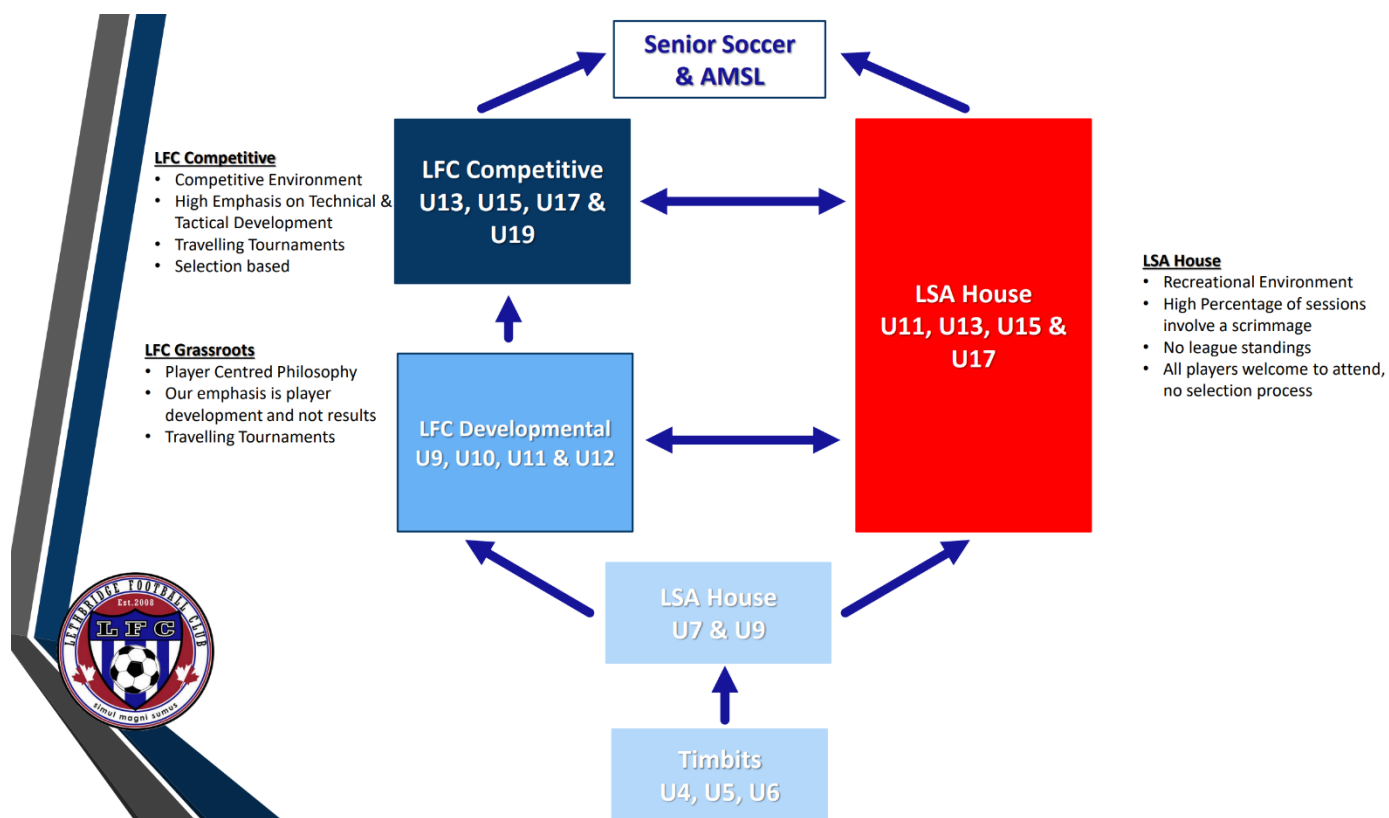 Senior Soccer
& AMSL
LFC Competitive
• Competitive Environment
• High Emphasis on Technical &
Tactical Development
• Travelling Tournaments
• Selection based
LFC Competitive
U13, U15, U17 &
U19
LSA House
U11, U13, U15 &
U17
LSA House
• Recreational Environment
• High Percentage of sessions
involve a scrimmage
• No league standings
• All players welcome to attend,
no selection process
LFC Grassroots
• Player Centred Philosophy
• Our emphasis is player
development and not results
• Travelling Tournaments
LFC Developmental
U9, U10, U11 & U12
LSA House
U7 & U9
Timbits
U4, U5, U6
LETHBRIDGE FOOTBALL CLUB
Est.2008
LFC
simul magni sumus